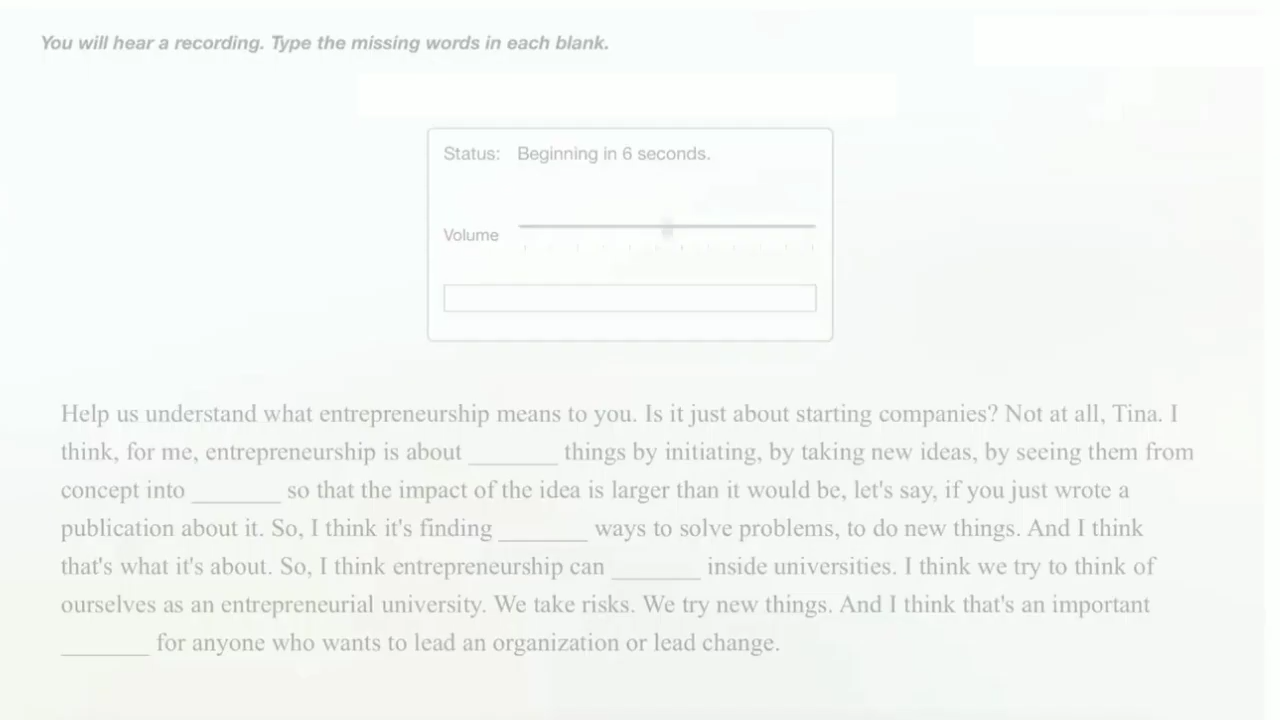 You will hear a recording. Type the missing words in each blank.
Status: Beginning in 6 seconds.
Volume
Help us understand what entrepreneurship means to you. Is it just about starting companies? Not at all, Tina. I
think, for me, entrepreneurship is about _______ things by initiating, by taking new ideas, by seeing them from
concept into _______ so that the impact of the idea is larger than it would be, let's say, if you just wrote a
publication about it. So, I think it's finding _______ ways to solve problems, to do new things. And I think
that's what it's about. So, I think entrepreneurship can _______ inside universities. I think we try to think of
ourselves as an entrepreneurial university. We take risks. We try new things. And I think that's an important
_______ for anyone who wants to lead an organization or lead change.